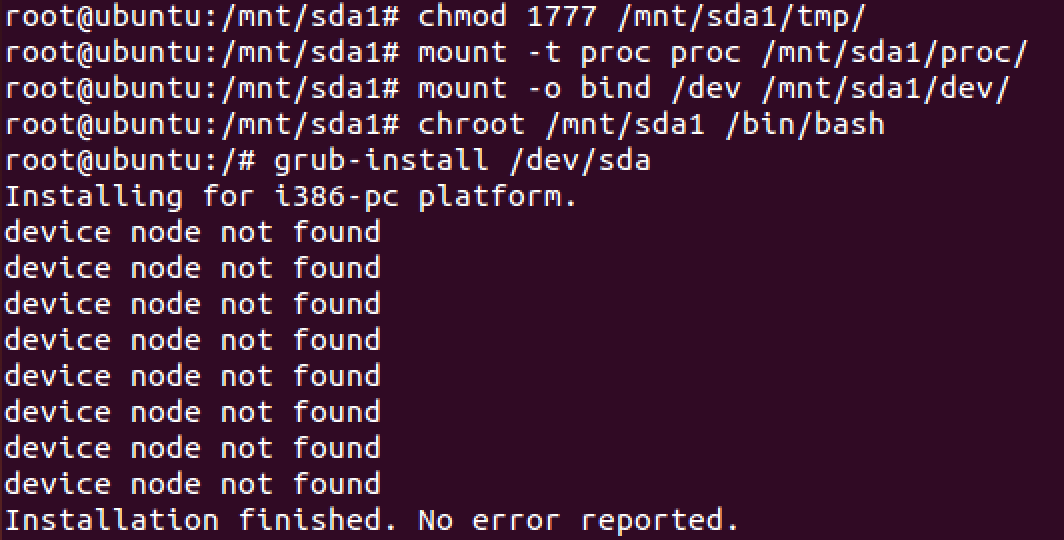 root@ubuntu:/mnt/sda1# chmod 1777 /mnt/sda1/tmp/
root@ubuntu:/mnt/sda1# mount -t proc proc /mnt/sda1/proc/
root@ubuntu:/mnt/sda1# mount -o bind /dev /mnt/sda1/dev/
root@ubuntu:/mnt/sda1# chroot /mnt/sda1 /bin/bash
root@ubuntu:/# grub-install /dev/sda
Installing for i386-pc platform.
device node not found
device node not found
device node not found
device node not found
device node not found
device node not found
device node not found
device node not found
Installation finished. No error reported.